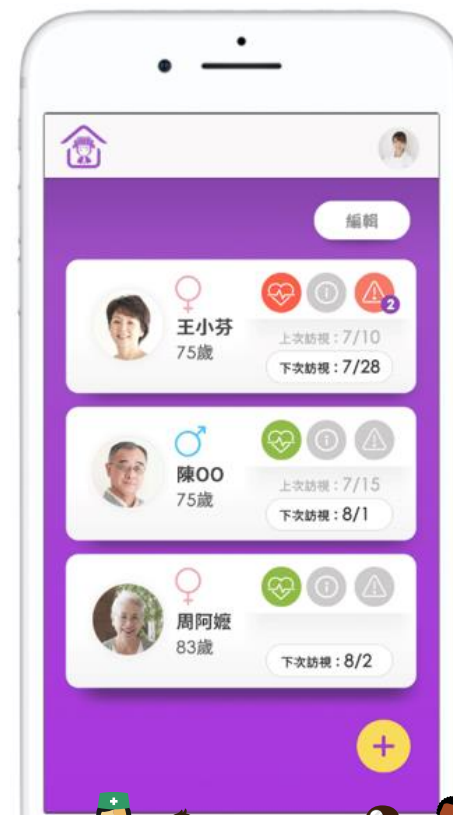 編輯
王小芬
75歲
2
上次訪視：7/10
下次訪視：7/28
陳OO
75歲
上次訪視：7/15
下次訪視：8/1
周阿嬤
83歲
下次訪視：8/2